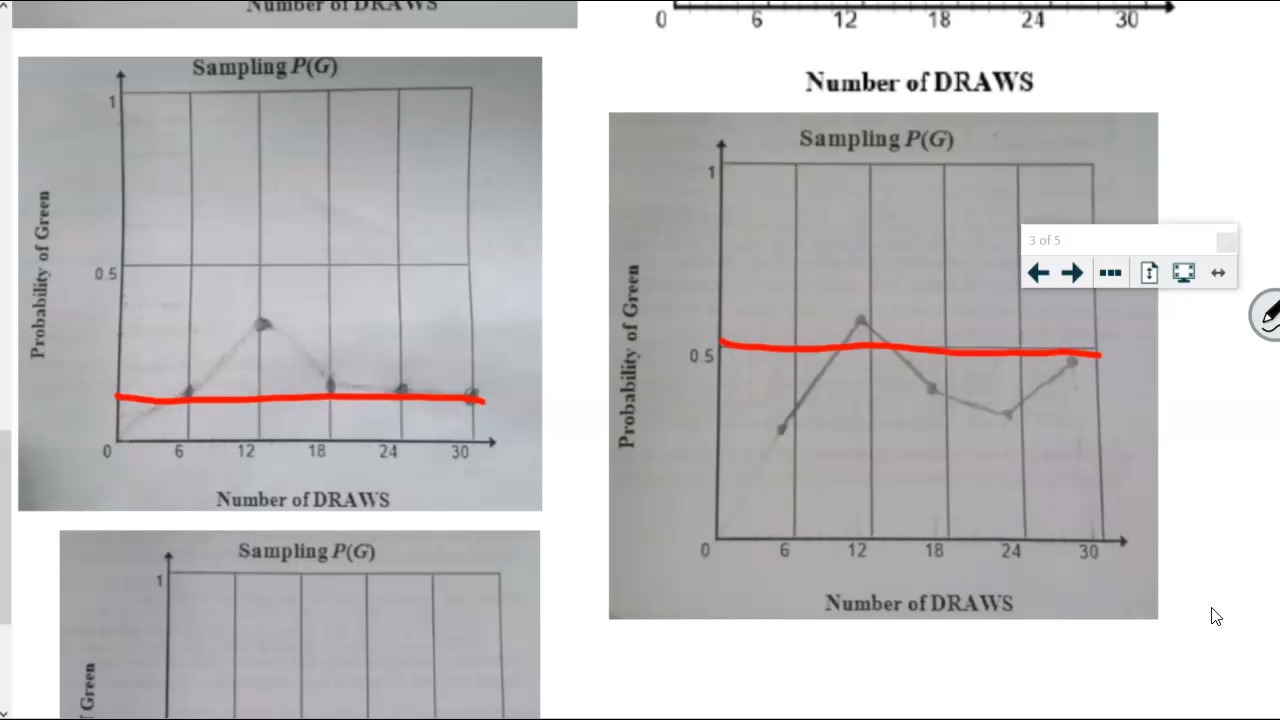 Number of DRAWS
0 6 12 18 24 30
Number of DRAWS
Sampling P(G)
1
0 5
Probability of Green
0 6 12 18 24 30
Number of DRAWS
Sampling P(G)
1
0 5
Probability of Green
0 6 12 18 24 30
Number of DRAWS
3 of 5
Sampling P(G)
1
Green